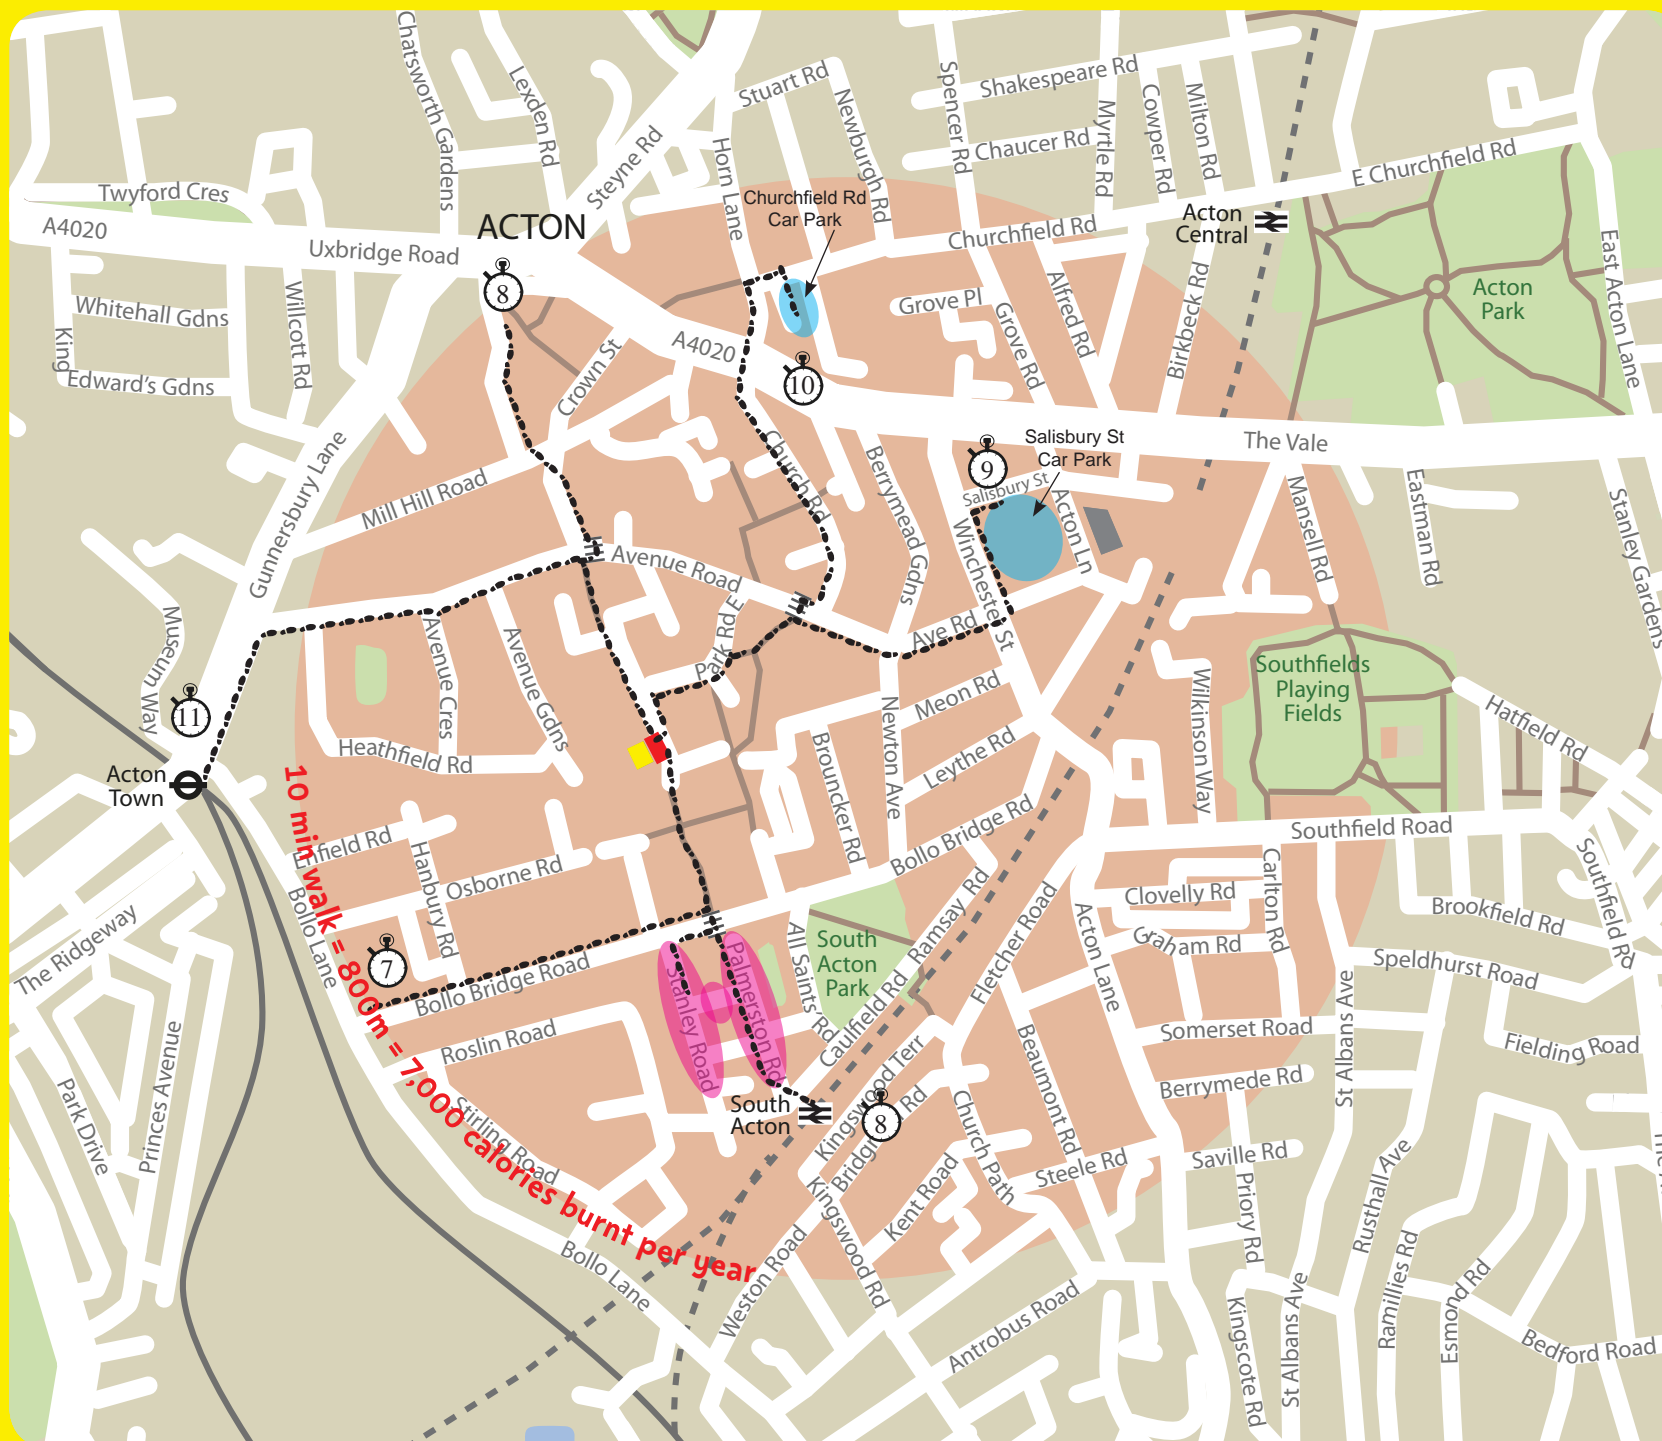 Chatsworth Gardens
Lexden Rd
Steyne Rd
Stuart Rd
Newburgh Rd
Horn Lane
Spencer Rd
Shakespeare Rd
Chaucer Rd
Myrtle Rd
Cowper Rd
Milton Rd
E Churchfield Rd
Twyford Cres
A4020
Uxbridge Road
ACTON
Churchfield Rd
Car Park
Churchfield Rd
Acton
Central
Acton
Park
East Acton Lane
8
Whitehall Gdns
King
Edward's Gdns
Willcott Rd
Grove Pl
Grove Rd
Alfred Rd
Birkbeck Rd
A4020
Crown St
10
Gunnersbury Lane
Mill Hill Road
Church Rd
Berrymead Gdns
9
Salisbury St
Car Park
Salisbury St
Acton Ln
The Vale
Mansell Rd
Eastman Rd
Stanley Gardens
Winchester St
Avenue Road
Park Rd E
Ave Rd
Museum Way
11
Acton
Town
Avenue Cres
Avenue Gdns
Heathfield Rd
Newton Ave
Meon Rd
Leythe Rd
Brouncker Rd
Bollo Bridge Rd
Wilkinson Way
Southfields
Playing
Fields
Hatfield Rd
Southfield Road
Southfield Rd
10 min walk = 800m = 7,000 calories burnt per year
Enfield Rd
Hanbury Rd
Osborne Rd
Bollo Lane
7
Bollo Bridge Road
The Ridgeway
Park Drive
Princes Avenue
Roslin Road
Stirling Road
Stanley Road
Palmerston Rd
All Saints' Rd
South
Acton
Park
Caulfield Rd
Ramsay Rd
Fletcher Road
Acton Lane
Clovelly Rd
Carlton Rd
Graham Rd
Brookfield Rd
Speldhurst Road
Somerset Road
St Albans Ave
Fielding Road
Berrymede Rd
Beaumont Rd
South
Acton
Kingswood Terr
Bridge Rd
8
Church Path
Steele Rd
Saville Rd
Priory Rd
Rusthall Ave
Kent Road
Kingswood Rd
Weston Road
Bollo Lane
Antrobus Road
Kingscote Rd
St Albans Ave
Ramillies Rd
Esmond Rd
Bedford Road